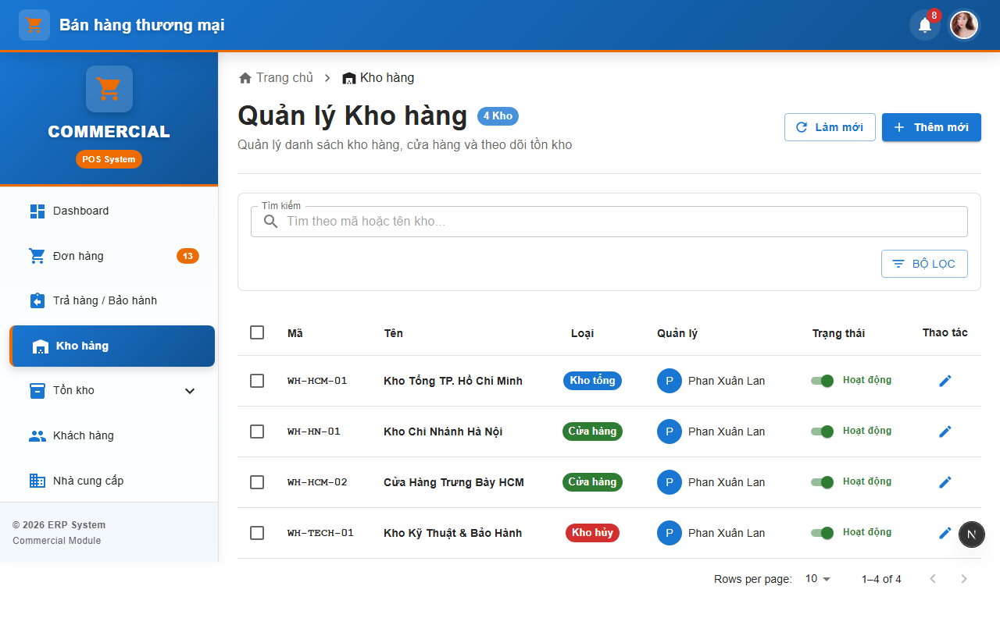 Bán hàng thương mại
8
COMMERCIAL
POS System
Dashboard
Đơn hàng 13
Trả hàng / Bảo hành
Kho hàng
Tồn kho
Khách hàng
Nhà cung cấp
© 2026 ERP System
Commercial Module
Trang chủ > Kho hàng
Quản lý Kho hàng 4 Kho
Quản lý danh sách kho hàng, cửa hàng và theo dõi tồn kho
Làm mới
Thêm mới
Tìm kiếm
Tìm theo mã hoặc tên kho...
BỘ LỌC
Mã Tên Loại Quản lý Trạng thái Thao tác
WH-HCM-01 Kho Tổng TP. Hồ Chí Minh Kho tổng P Phan Xuân Lan Hoạt động
WH-HN-01 Kho Chi Nhánh Hà Nội Cửa hàng P Phan Xuân Lan Hoạt động
WH-HCM-02 Cửa Hàng Trưng Bày HCM Cửa hàng P Phan Xuân Lan Hoạt động
WH-TECH-01 Kho Kỹ Thuật & Bảo Hành Kho hủy P Phan Xuân Lan Hoạt động
N
Rows per page: 10 1–4 of 4